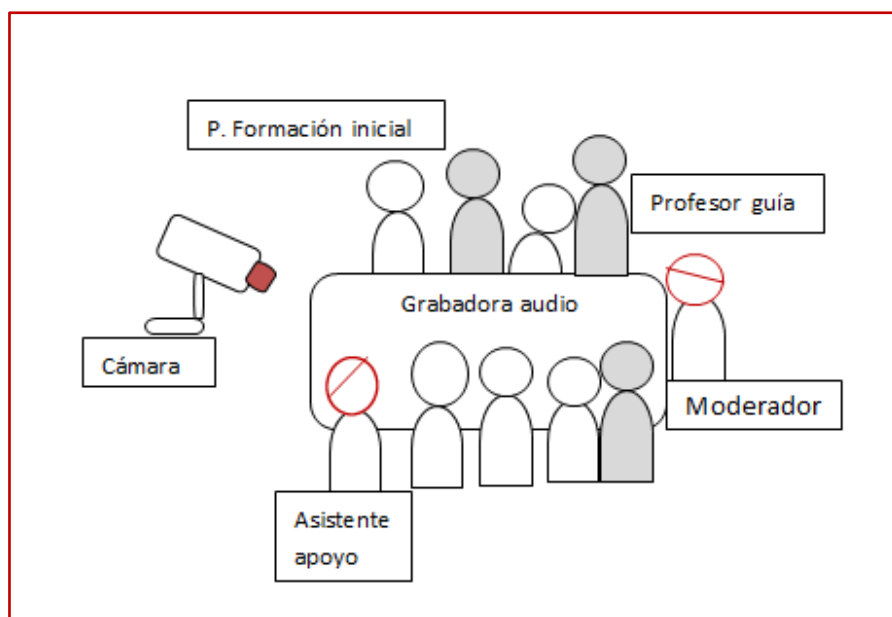 P. Formación inicial
Profesor guía
Grabadora audio
Cámara
Moderador
Asistente
apoyo